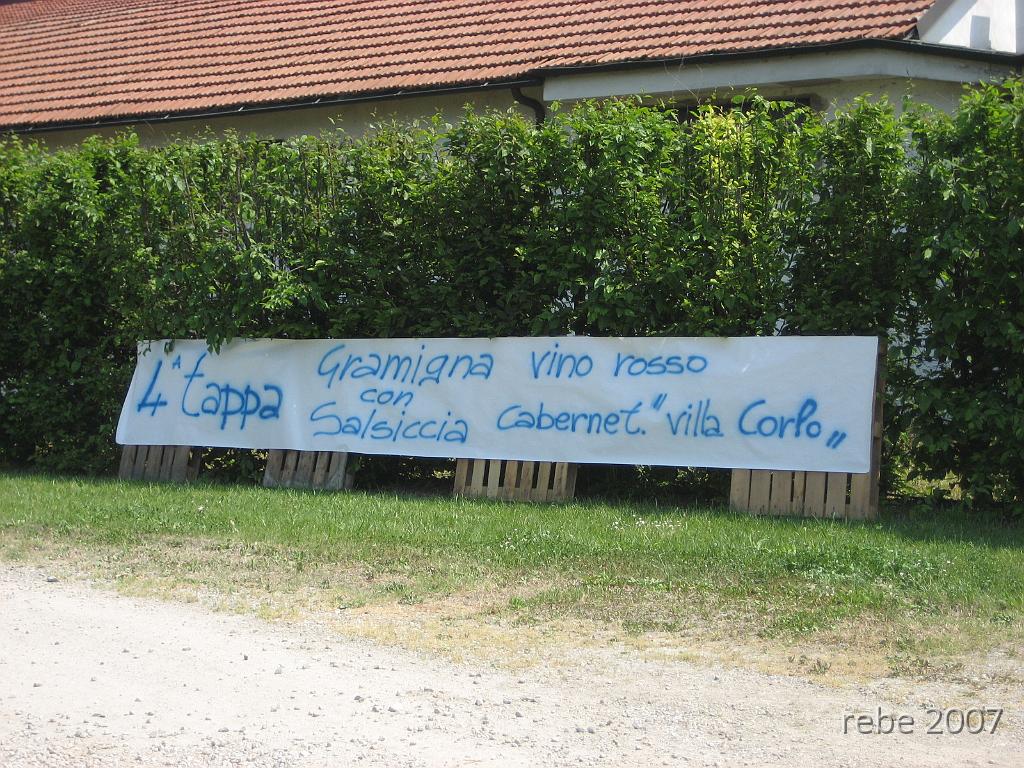 4ᴬ tappa
Gramigna
con
Salsiccia
vino rosso
Cabernet. "villa Corlo"
rebe 2007